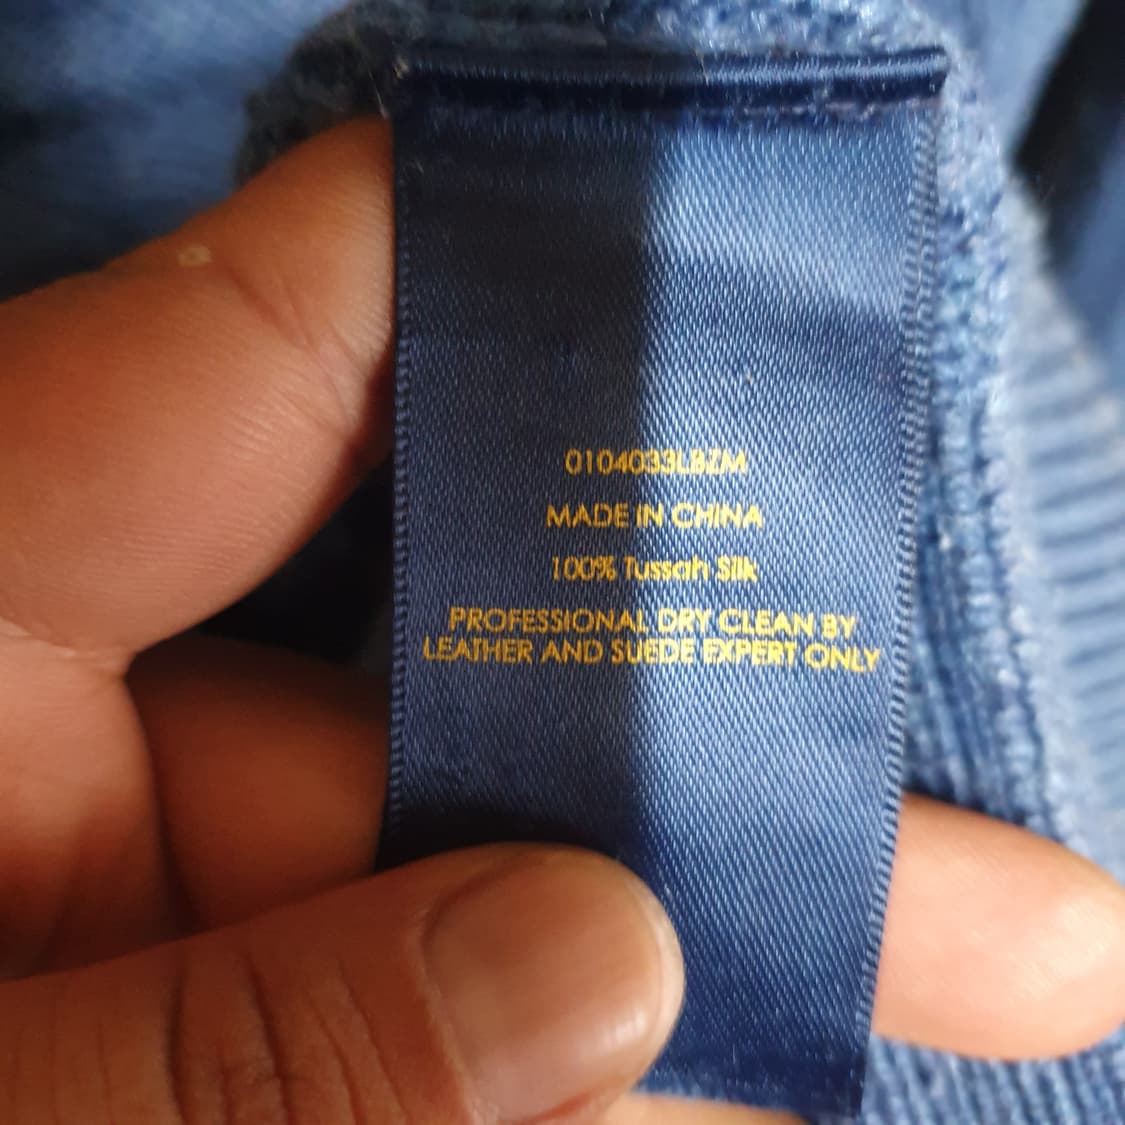 0104033LBZM
MADE IN CHINA
100% Tussah Silk
PROFESSIONAL DRY CLEAN BY
LEATHER AND SUEDE EXPERT ONLY